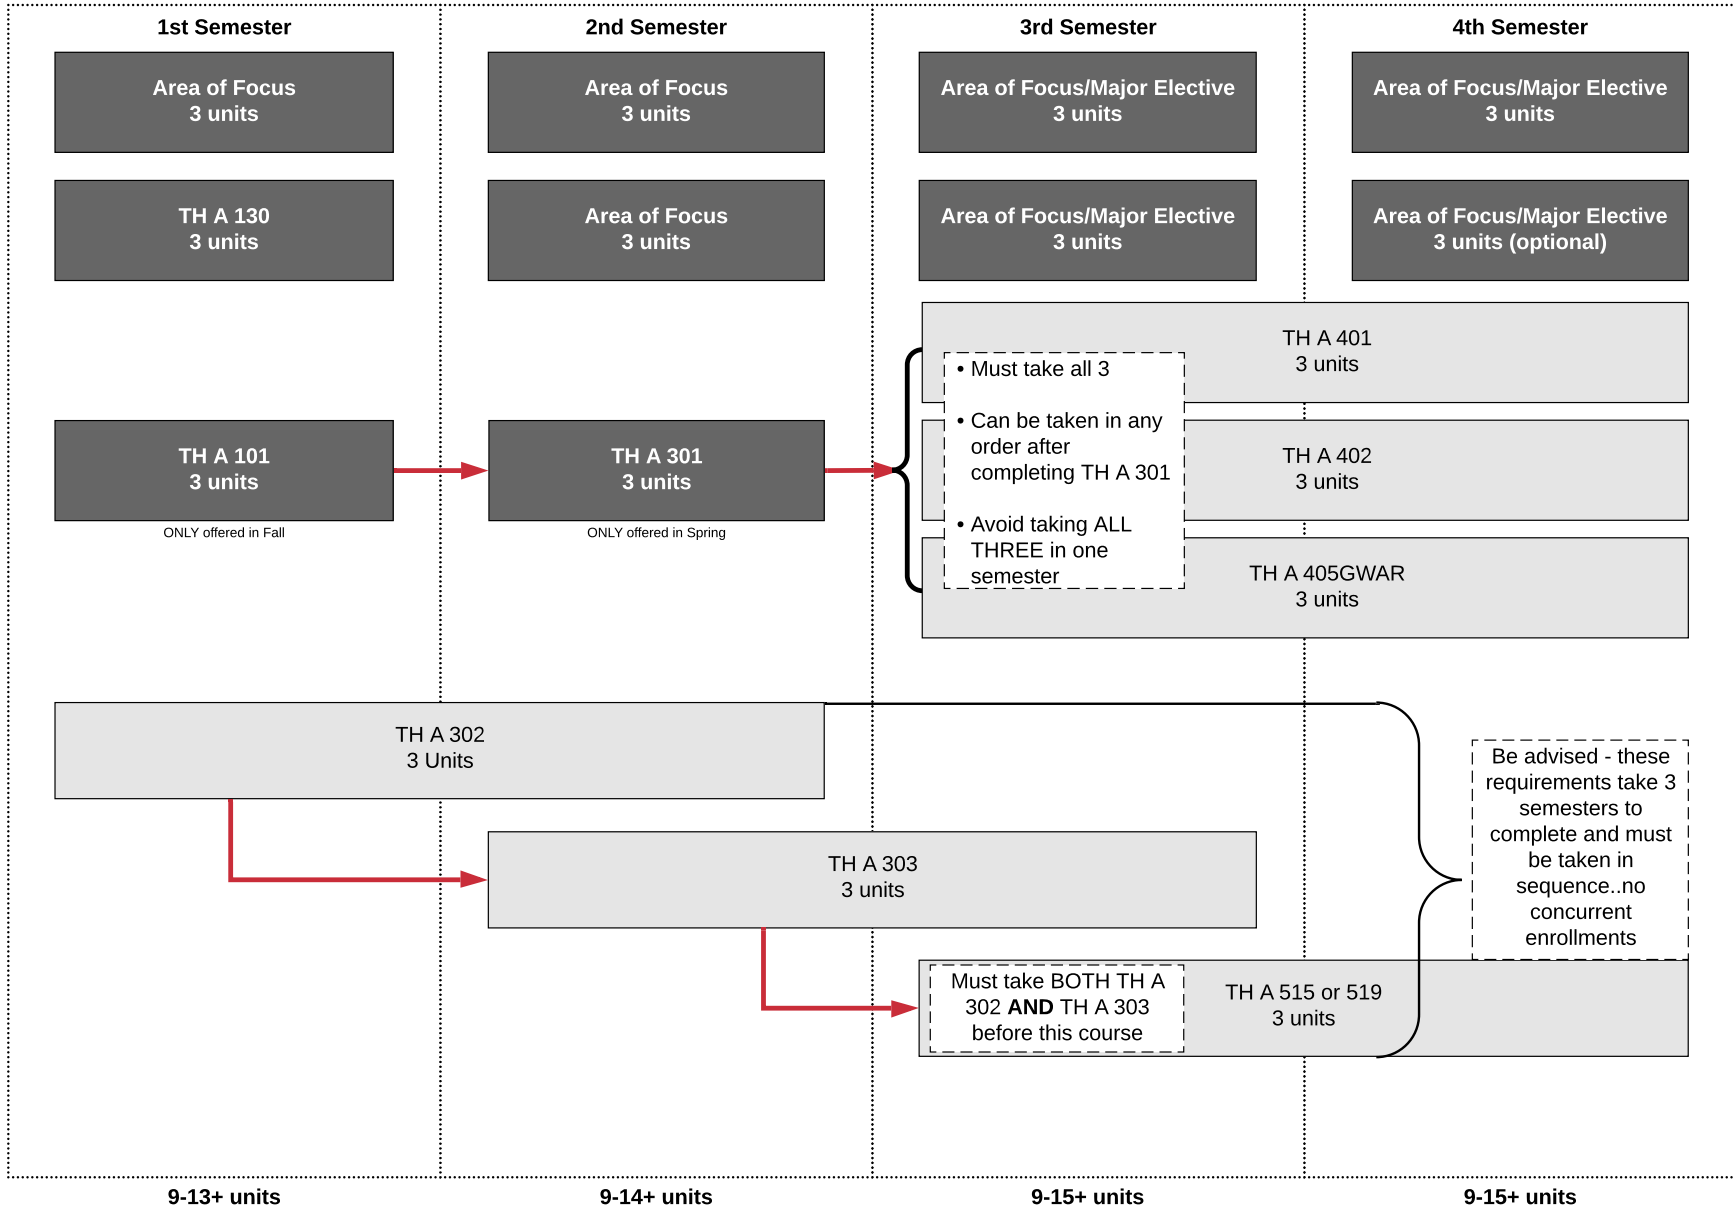 1st Semester
2nd Semester
3rd Semester
4th Semester
Area of Focus
3 units
Area of Focus
3 units
Area of Focus/Major Elective
3 units
Area of Focus/Major Elective
3 units
TH A 130
3 units
Area of Focus
3 units
Area of Focus/Major Elective
3 units
Area of Focus/Major Elective
3 units (optional)
TH A 401
3 units
• Must take all 3
• Can be taken in any
order after
completing TH A 301
• Avoid taking ALL
THREE in one
semester
TH A 101
3 units
ONLY offered in Fall
TH A 301
3 units
ONLY offered in Spring
TH A 402
3 units
TH A 405GWAR
3 units
TH A 302
3 Units
Be advised - these
requirements take 3
semesters to
complete and must
be taken in
sequence..no
concurrent
enrollments
TH A 303
3 units
Must take BOTH TH A
302 AND TH A 303
before this course
TH A 515 or 519
3 units
9-13+ units
9-14+ units
9-15+ units
9-15+ units